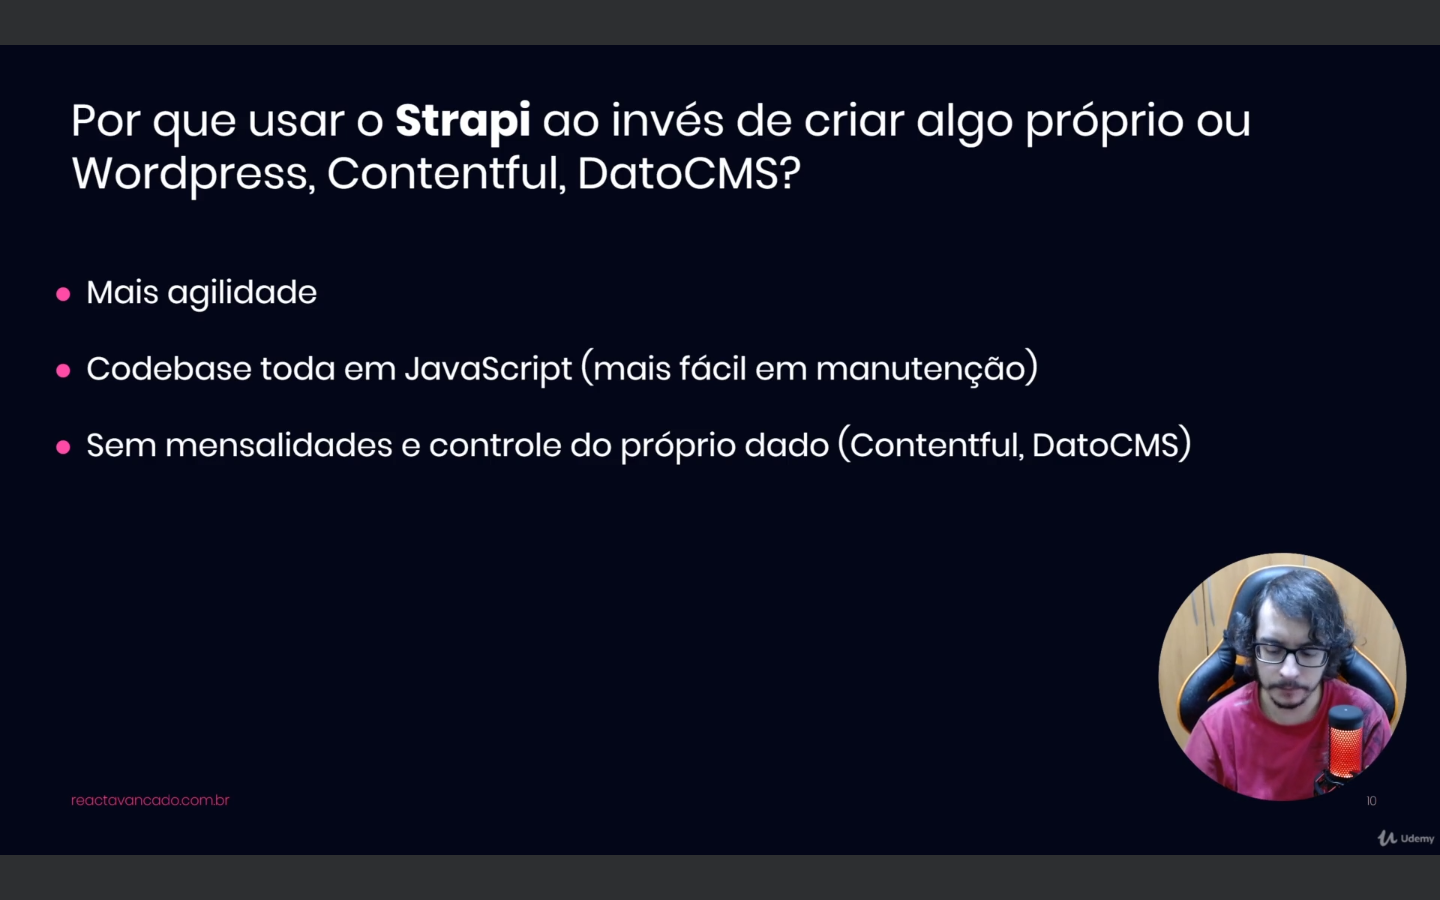 Por que usar o Strapi ao invés de criar algo próprio ou
Wordpress, Contentful, DatoCMS?
Mais agilidade
Codebase toda em JavaScript (mais fácil em manutenção)
Sem mensalidades e controle do próprio dado (Contentful, DatoCMS)
reactavancado.com.br
10
Udemy